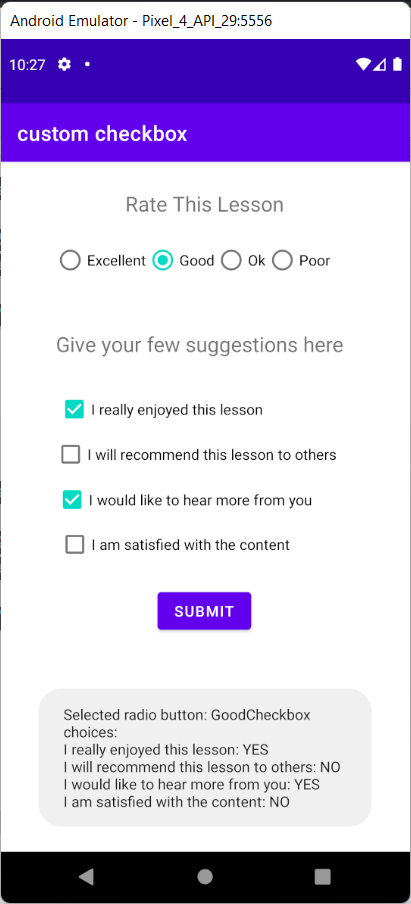 Android Emulator - Pixel_4_API_29:5556
10:27
custom checkbox
Rate This Lesson
Excellent Good Ok Poor
Give your few suggestions here
I really enjoyed this lesson
I will recommend this lesson to others
I would like to hear more from you
I am satisfied with the content
SUBMIT
Selected radio button: GoodCheckbox
choices:
I really enjoyed this lesson: YES
I will recommend this lesson to others: NO
I would like to hear more from you: YES
I am satisfied with the content: NO